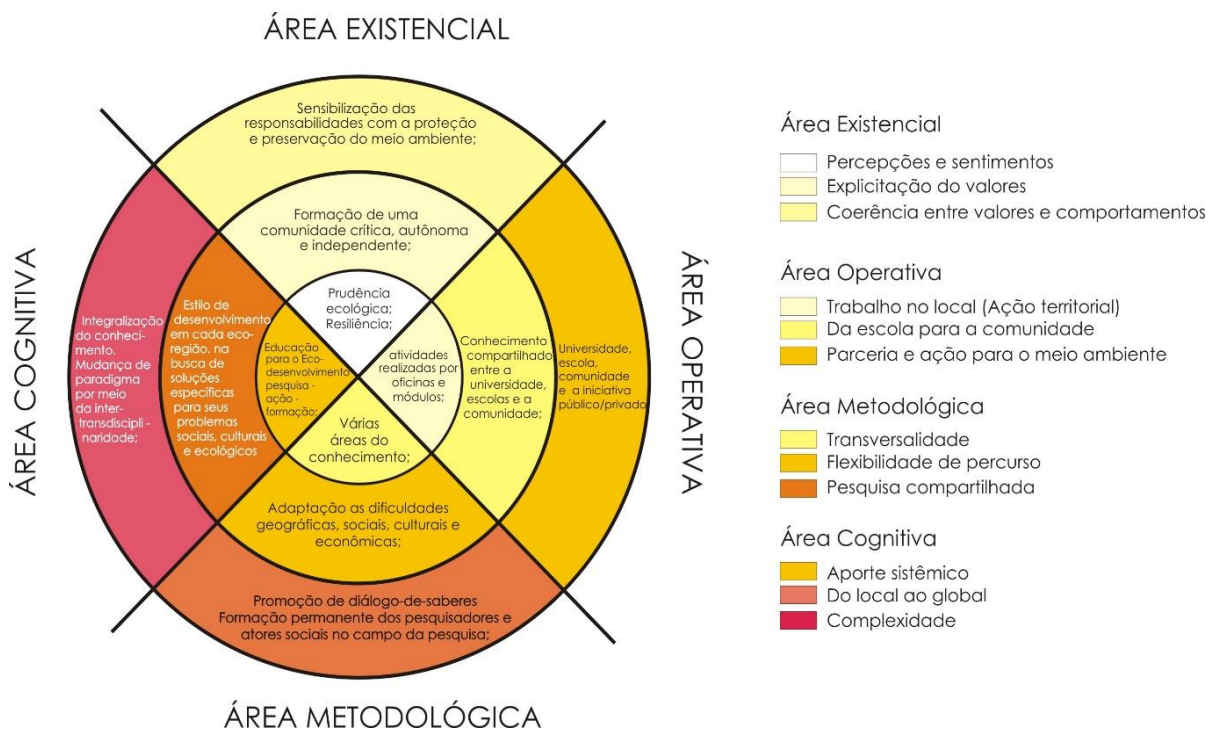 ÁREA EXISTENCIAL
Sensibilização das
responsabilidades com a proteção
e preservação do meio ambiente;
Formação de uma
comunidade crítica, autônoma
e independente;
Prudência
ecológica;
Resiliência;
ÁREA COGNITIVA
Integralização
do conheci-
mento.
Mudança de
paradigma
por meio
da inter-
transdiscipli -
naridade;
Estilo de
desenvolvimento
em cada eco-
região, na
busca de
soluções
específicas
para seus
problemas
sociais, culturais
e ecológicos
Educação
para o Eco-
desenvolvimento
pesquisa -
ação -
formação;
atividades
realizadas por
oficinas e
módulos;
Conhecimento
compartilhado
entre a
universidade,
escolas e a
comunidade;
Universidade,
escola,
comunidade
e a iniciativa
público/privado
ÁREA OPERATIVA
Várias
áreas do
conhecimento;
Adaptação as dificuldades
geográficas, sociais, culturais e
econômicas;
Promoção de diálogo-de-saberes
Formação permanente dos pesquisadores e
atores sociais no campo da pesquisa;
ÁREA METODOLÓGICA
Área Existencial
Percepções e sentimentos
Explicitação do valores
Coerência entre valores e comportamentos
Área Operativa
Trabalho no local (Ação territorial)
Da escola para a comunidade
Parceria e ação para o meio ambiente
Área Metodológica
Transversalidade
Flexibilidade de percurso
Pesquisa compartilhada
Área Cognitiva
Aporte sistêmico
Do local ao global
Complexidade